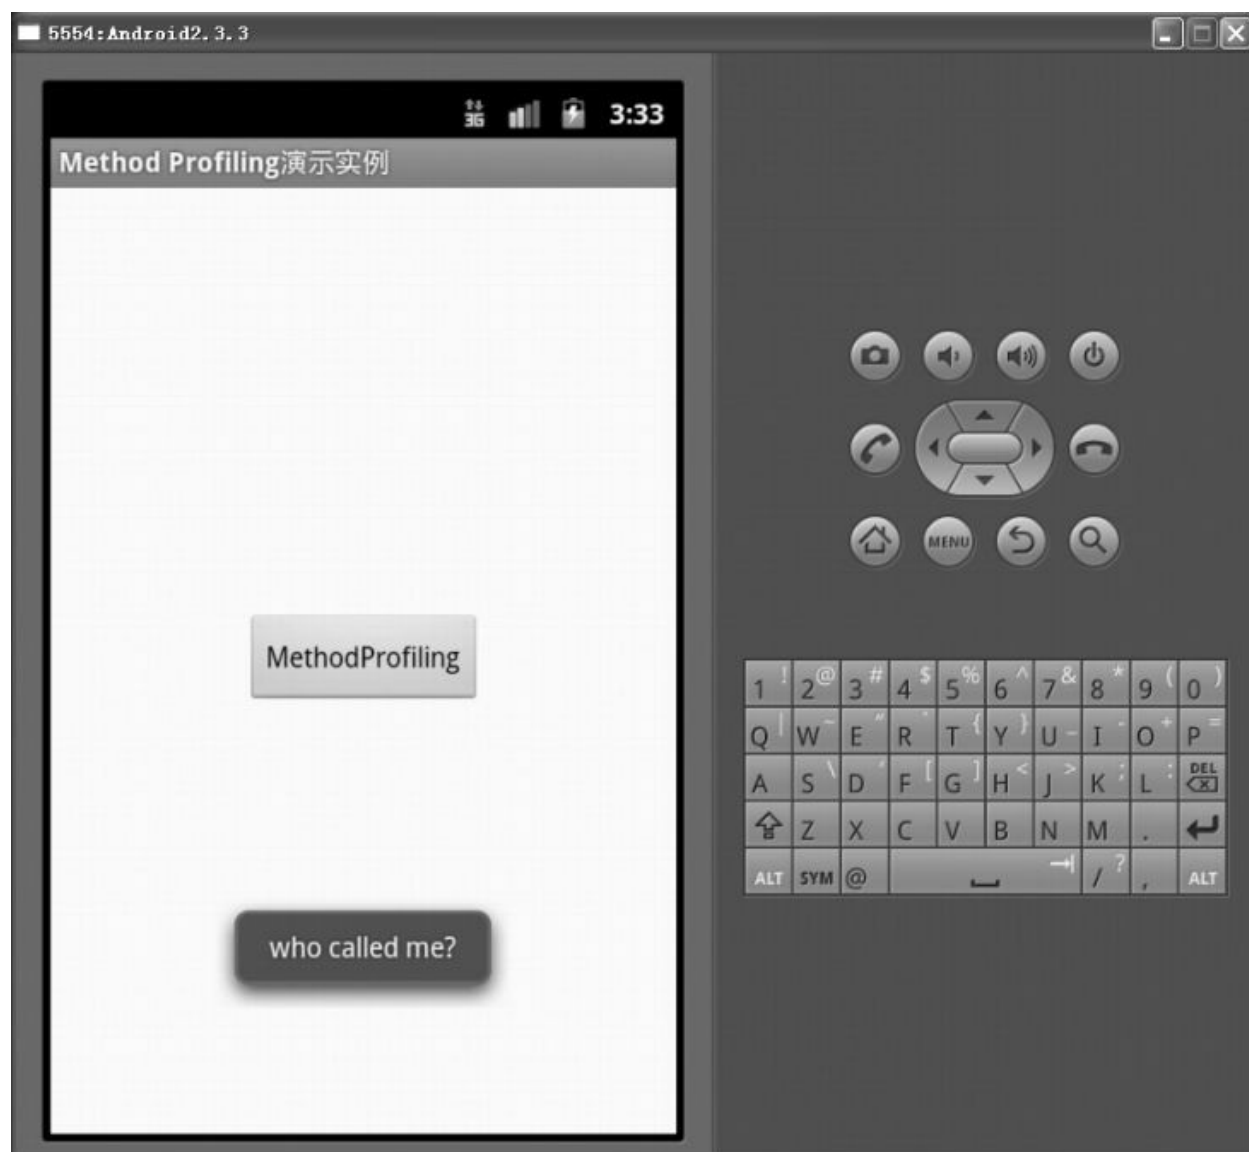 5554:Android2.3.3
3G 3:33
Method Profiling演示实例
MENU
MethodProfiling
1 ! 2 @ 3 # 4 $ 5 % 6 ^ 7 & 8 * 9 ( 0 )
Q | W ~ E " R ` T { Y } U _ I - O + P =
A S \ D ' F [ G ] H < J > K ; L : DEL
Z X C V B N M .
ALT SYM @ / ? , ALT
who called me?